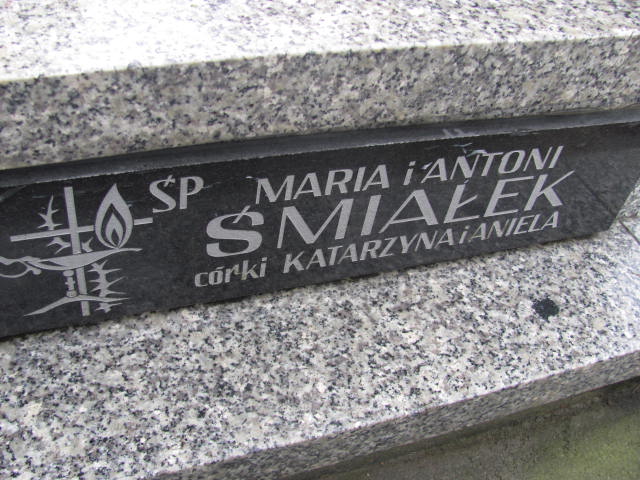 ŚP MARIA i ANTONI
ŚMIAŁEK
córki KATARZYNA i ANIELA